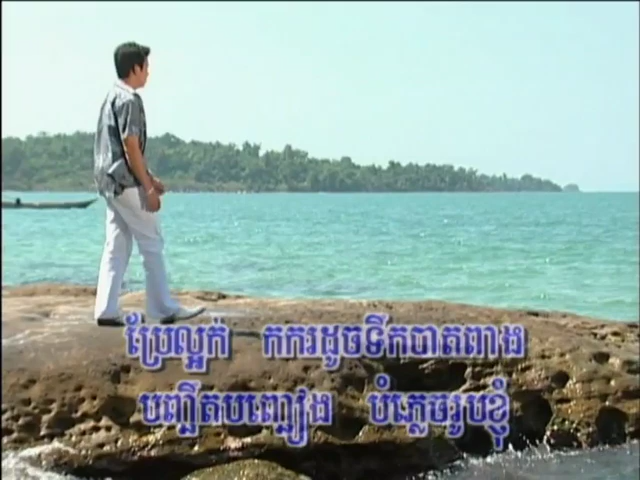 ប្រែល្អក់ កករដូចទឹកបាតពាង
បញ្ឆិតបញ្ឆៀង បំភ្លេចរូបខ្ញុំ